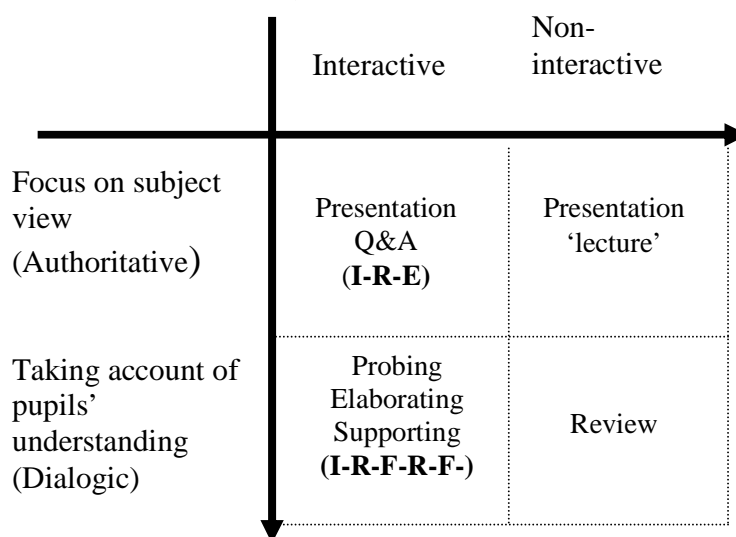 Interactive
Non-
interactive
Focus on subject
view
(Authoritative)
Presentation
Q&A
(I-R-E)
Presentation
‘lecture’
Taking account of
pupils’
understanding
(Dialogic)
Probing
Elaborating
Supporting
(I-R-F-R-F-)
Review